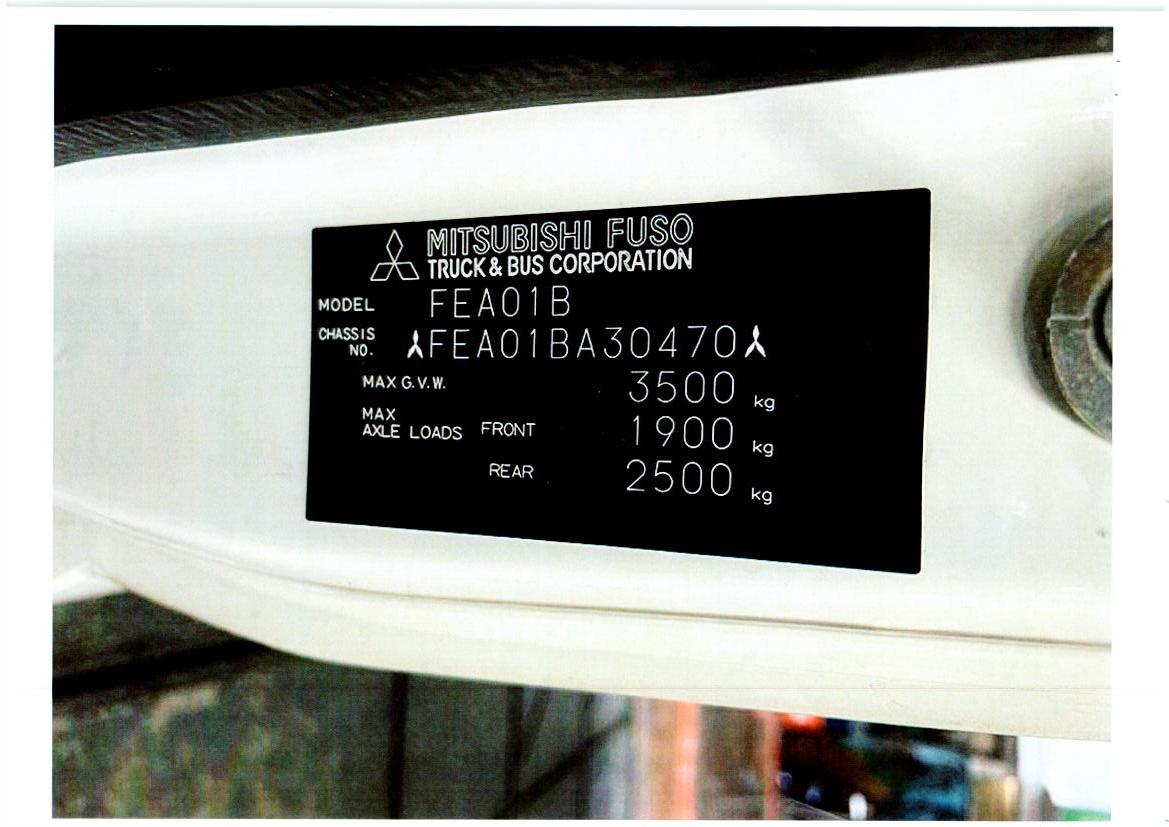 MITSUBISHI FUSO
TRUCK & BUS CORPORATION
MODEL FEA01B
CHASSIS NO. FEA01BA30470
MAX G.V.W. 3500 kg
MAX AXLE LOADS FRONT 1900 kg
REAR 2500 kg